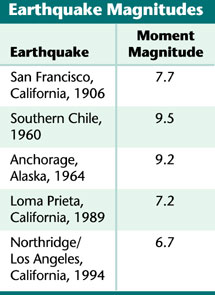 Earthquake Magnitudes
Earthquake
Moment
Magnitude
San Francisco,
California, 1906
7.7
Southern Chile,
1960
9.5
Anchorage,
Alaska, 1964
9.2
Loma Prieta,
California, 1989
7.2
Northridge/
Los Angeles,
California, 1994
6.7